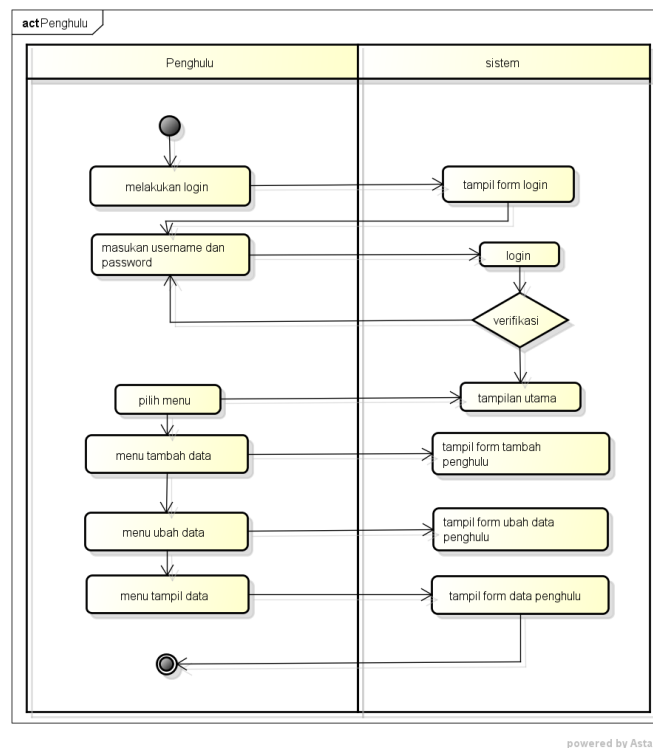 act Penghulu
Penghulu
sistem
melakukan login
tampil form login
masukan username dan
password
login
verifikasi
pilih menu
tampilan utama
menu tambah data
tampil form tambah
penghulu
menu ubah data
tampil form ubah data
penghulu
menu tampil data
tampil form data penghulu
powered by Asta